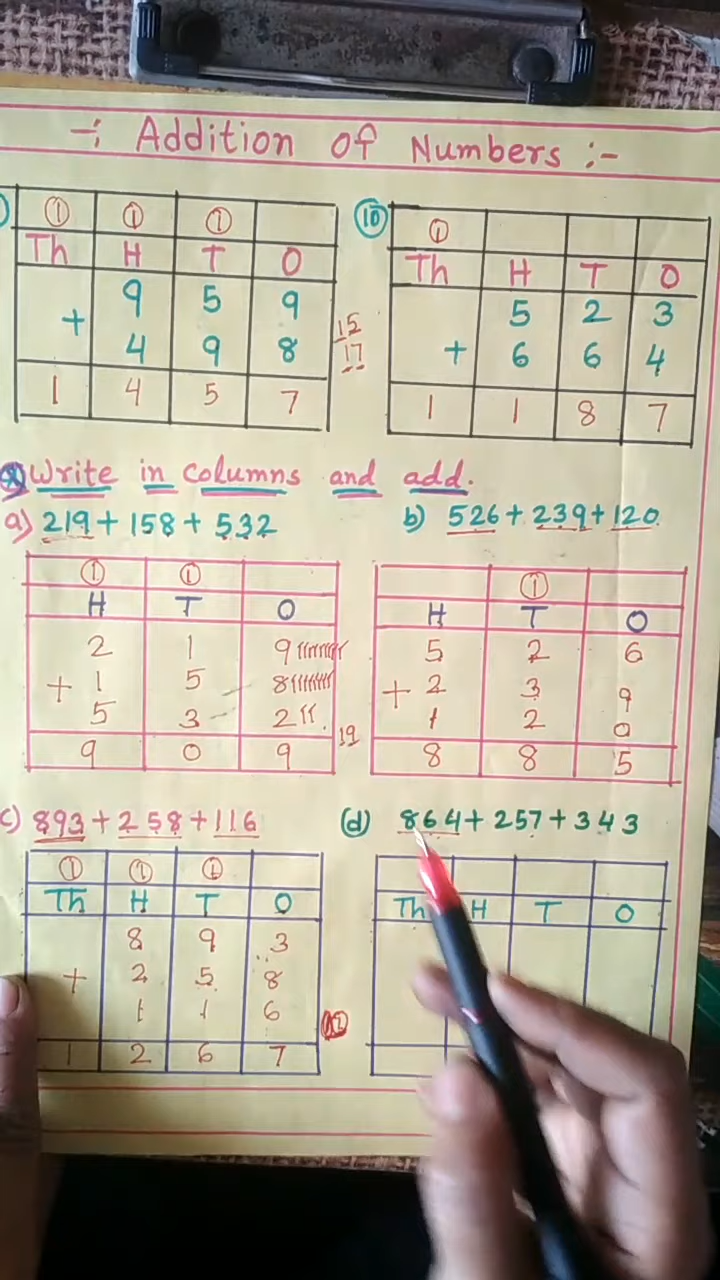 -: Addition of Numbers :-
① ① ①
Th H T O
9 5 9
+ 4 9 8
1 4 5 7
15
17
⑩
①
Th H T O
5 2 3
+ 6 6 4
1 1 8 7
Write in columns and add.
a) 219 + 158 + 532
① ①
H T O
2 1 9
+ 1 5 8
5 3 2
9 0 9
19
b) 526 + 239 + 120
①
H T O
5 2 6
+ 2 3 9
1 2 0
8 8 5
c) 893 + 258 + 116
① ① ①
Th H T O
8 9 3
+ 2 5 8
1 1 6
1 2 6 7
(d) 864 + 257 + 343
Th H T O